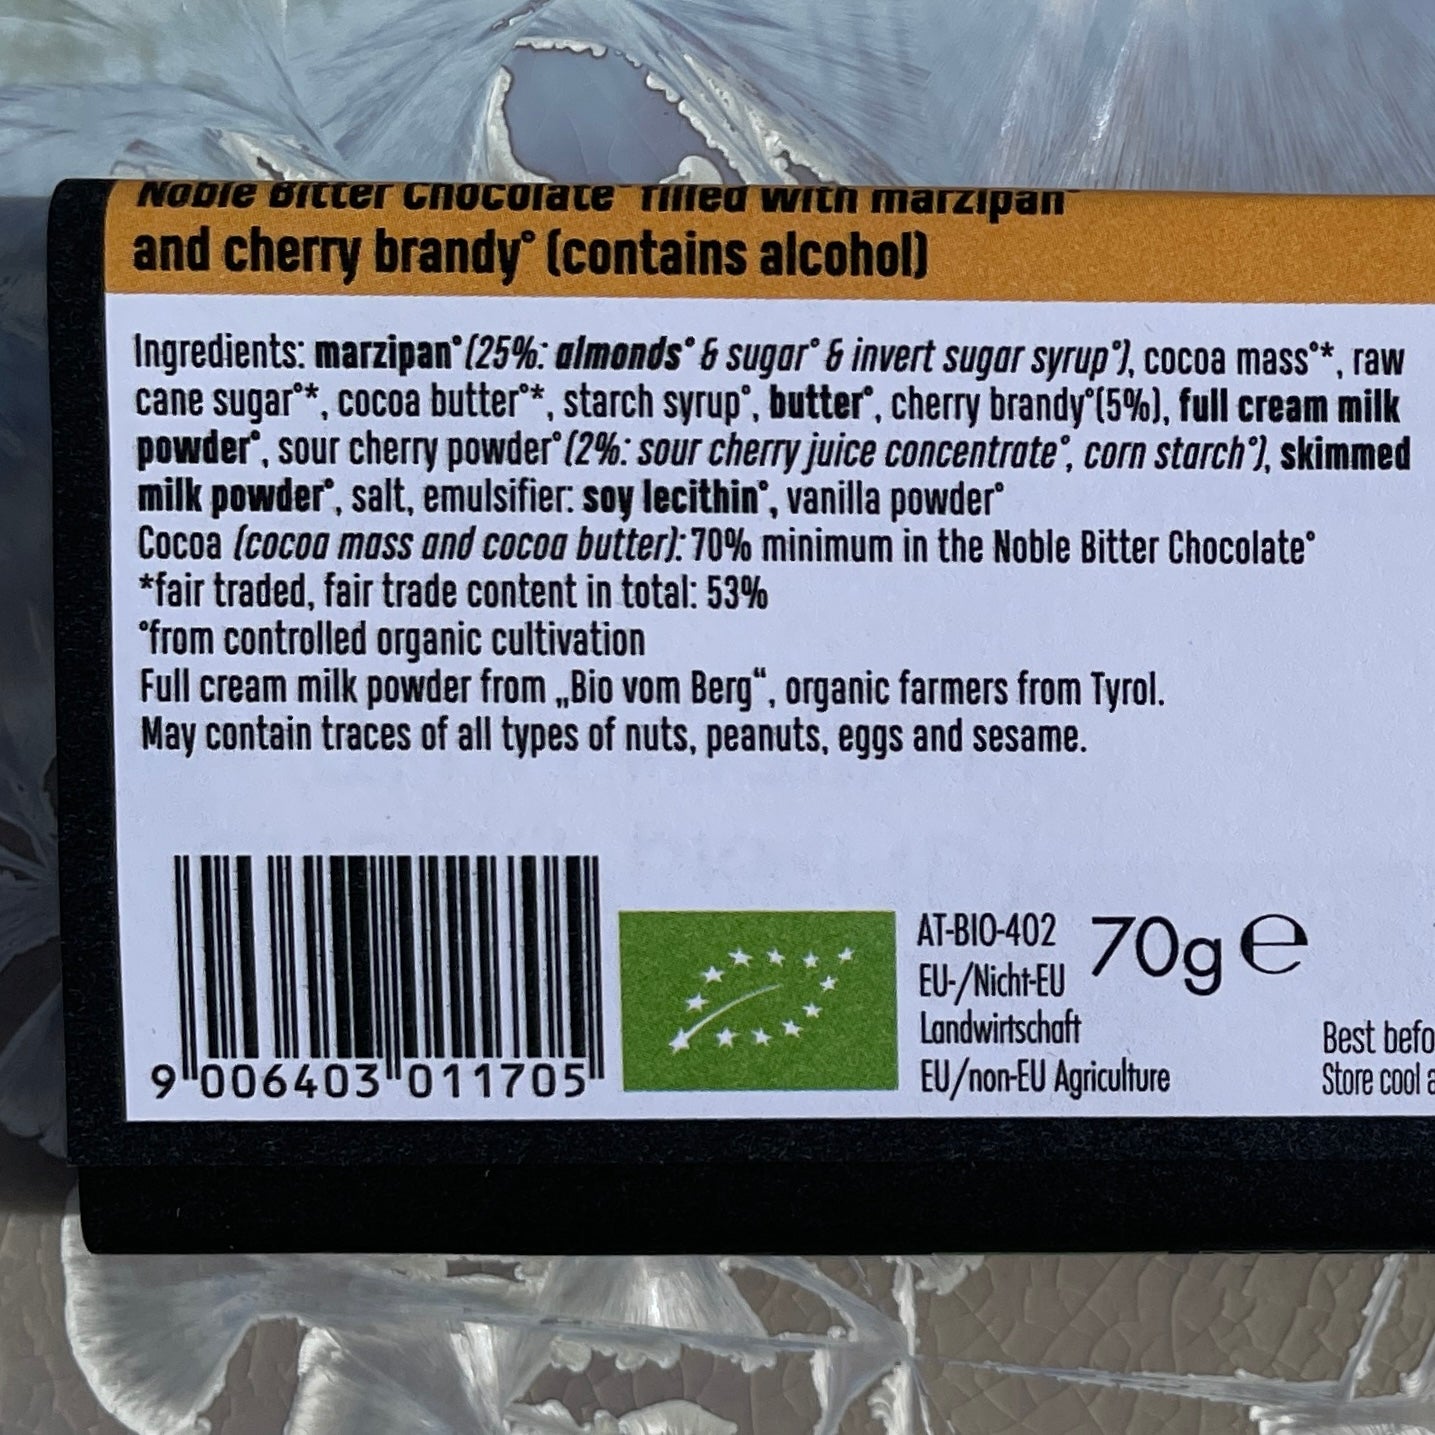 Noble Bitter Chocolate° filled with marzipan°
and cherry brandy° (contains alcohol)
Ingredients: marzipan° (25%: almonds° & sugar° & invert sugar syrup°), cocoa mass°*, raw
cane sugar°*, cocoa butter°*, starch syrup°, butter°, cherry brandy°(5%), full cream milk
powder°, sour cherry powder° (2%: sour cherry juice concentrate°, corn starch°), skimmed
milk powder°, salt, emulsifier: soy lecithin°, vanilla powder°
Cocoa (cocoa mass and cocoa butter): 70% minimum in the Noble Bitter Chocolate°
*fair traded, fair trade content in total: 53%
°from controlled organic cultivation
Full cream milk powder from „Bio vom Berg“, organic farmers from Tyrol.
May contain traces of all types of nuts, peanuts, eggs and sesame.
9 006403 011705
AT-BIO-402
EU-/Nicht-EU
Landwirtschaft
EU/non-EU Agriculture
70g e
Best befo
Store cool a